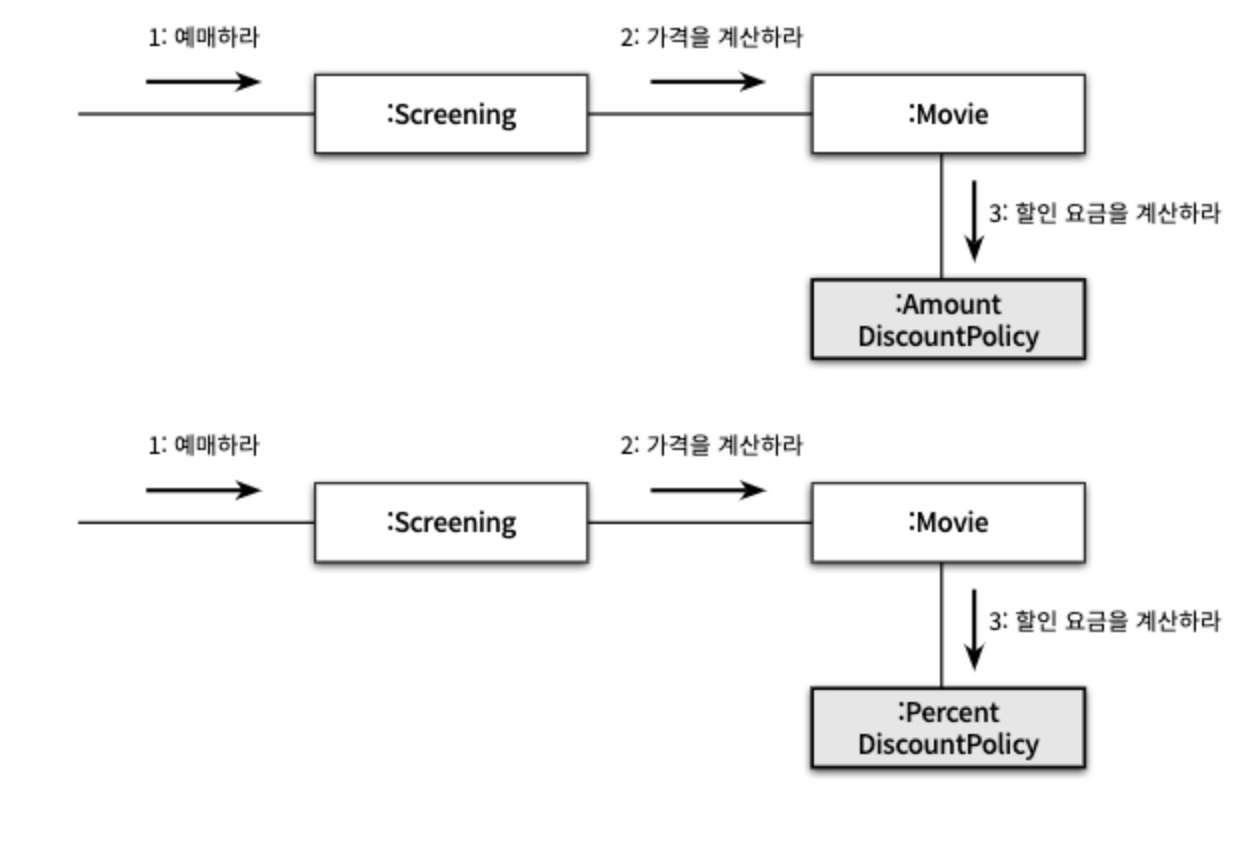 1: 예매하라
2: 가격을 계산하라
:Screening
:Movie
3: 할인 요금을 계산하라
:Amount
DiscountPolicy
1: 예매하라
2: 가격을 계산하라
:Screening
:Movie
3: 할인 요금을 계산하라
:Percent
DiscountPolicy